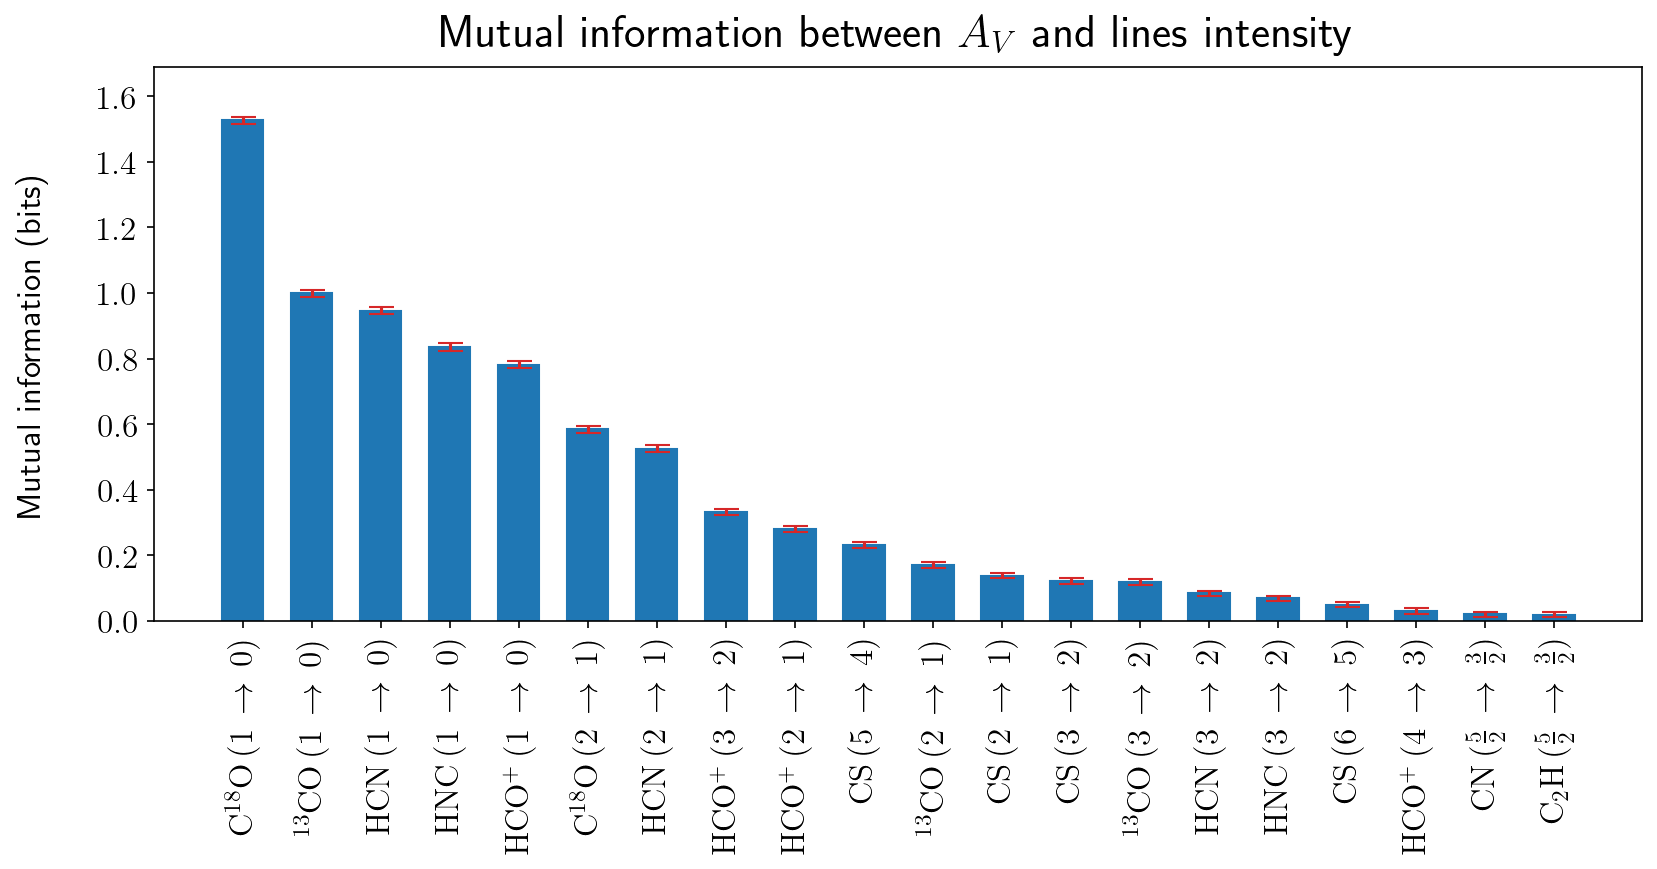 Mutual information between A_V and lines intensity
Mutual information (bits)
1.6
1.4
1.2
1.0
0.8
0.6
0.4
0.2
0.0
C¹⁸O (1 → 0)
¹³CO (1 → 0)
HCN (1 → 0)
HNC (1 → 0)
HCO⁺ (1 → 0)
C¹⁸O (2 → 1)
HCN (2 → 1)
HCO⁺ (3 → 2)
HCO⁺ (2 → 1)
CS (5 → 4)
¹³CO (2 → 1)
CS (2 → 1)
CS (3 → 2)
¹³CO (3 → 2)
HCN (3 → 2)
HNC (3 → 2)
CS (6 → 5)
HCO⁺ (4 → 3)
CN (5/2 → 3/2)
C₂H (5/2 → 3/2)